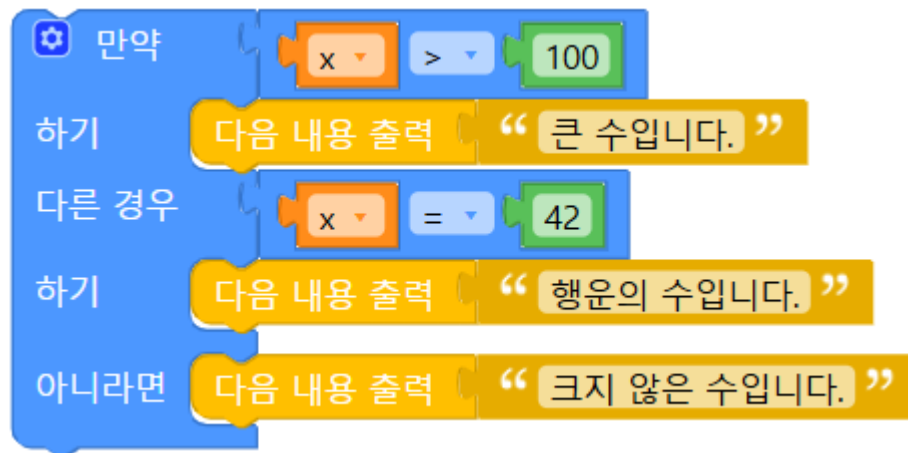 만약 x > 100
하기 다음 내용 출력 “ 큰 수입니다. ”
다른 경우 x = 42
하기 다음 내용 출력 “ 행운의 수입니다. ”
아니라면 다음 내용 출력 “ 크지 않은 수입니다. ”